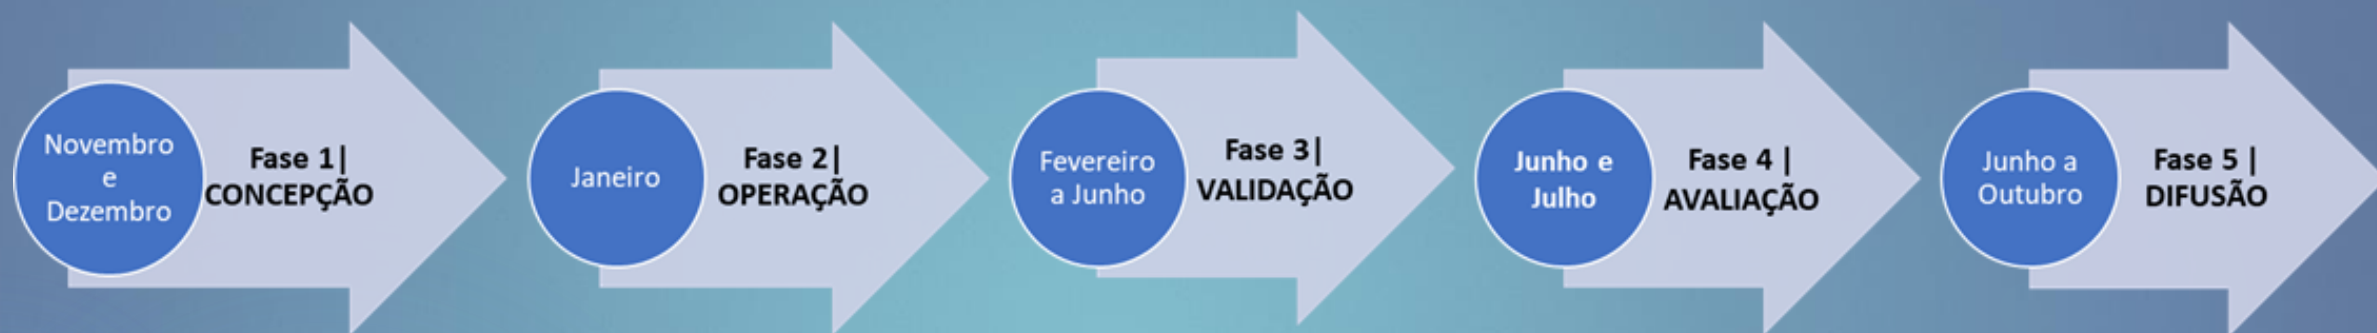 Novembro
e
Dezembro
Fase 1|
CONCEPÇÃO
Janeiro
Fase 2|
OPERAÇÃO
Fevereiro
a Junho
Fase 3|
VALIDAÇÃO
Junho e
Julho
Fase 4 |
AVALIAÇÃO
Junho a
Outubro
Fase 5 |
DIFUSÃO